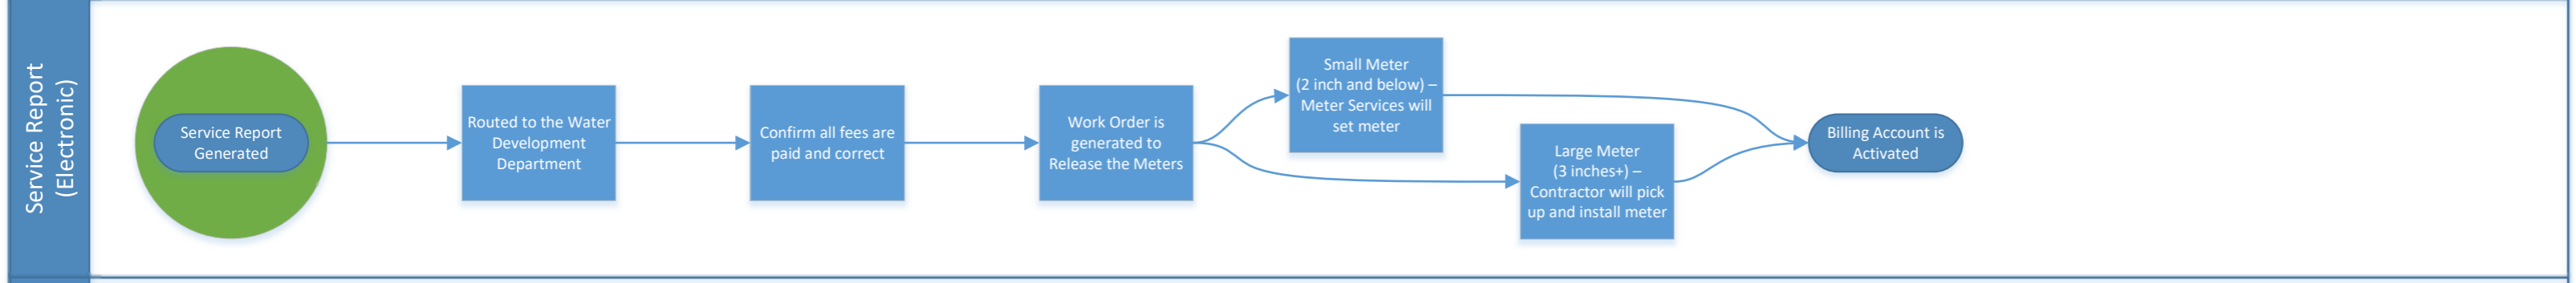 Service Report
(Electronic)
Service Report
Generated
Routed to the Water
Development
Department
Confirm all fees are
paid and correct
Work Order is
generated to
Release the Meters
Small Meter
(2 inch and below) –
Meter Services will
set meter
Large Meter
(3 inches+) –
Contractor will pick
up and install meter
Billing Account is
Activated